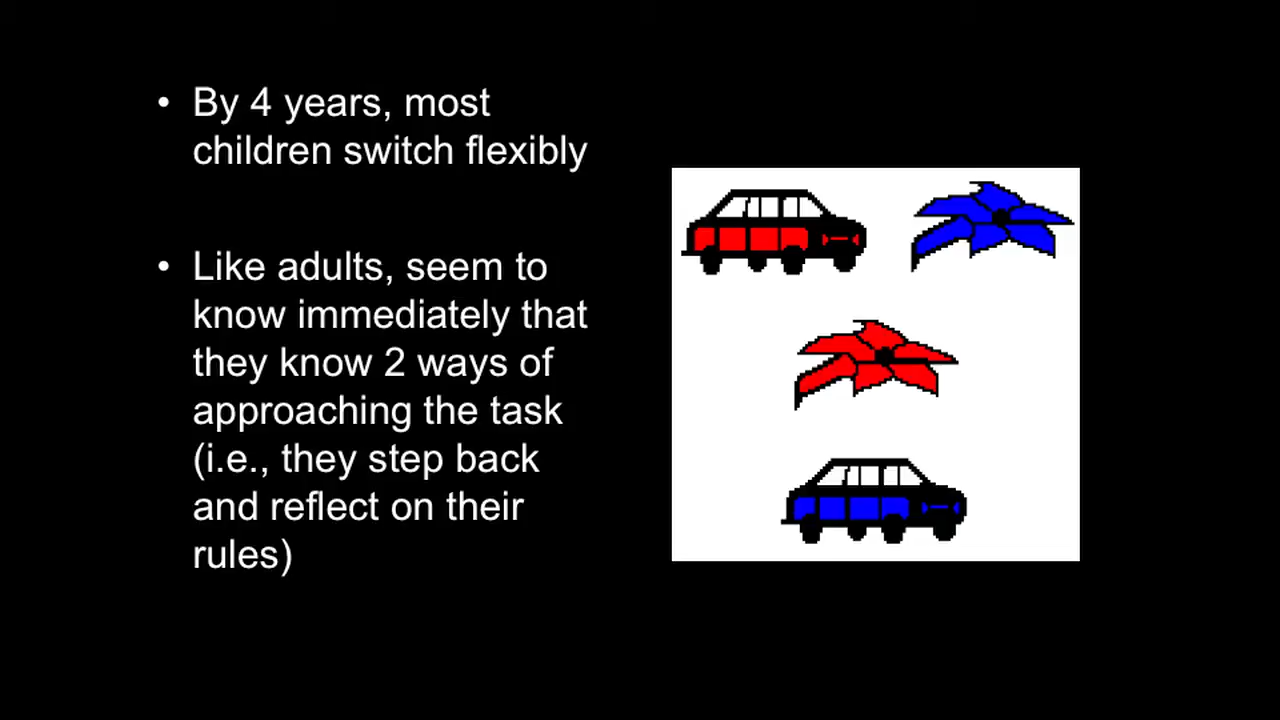 • By 4 years, most
children switch flexibly
• Like adults, seem to
know immediately that
they know 2 ways of
approaching the task
(i.e., they step back
and reflect on their
rules)